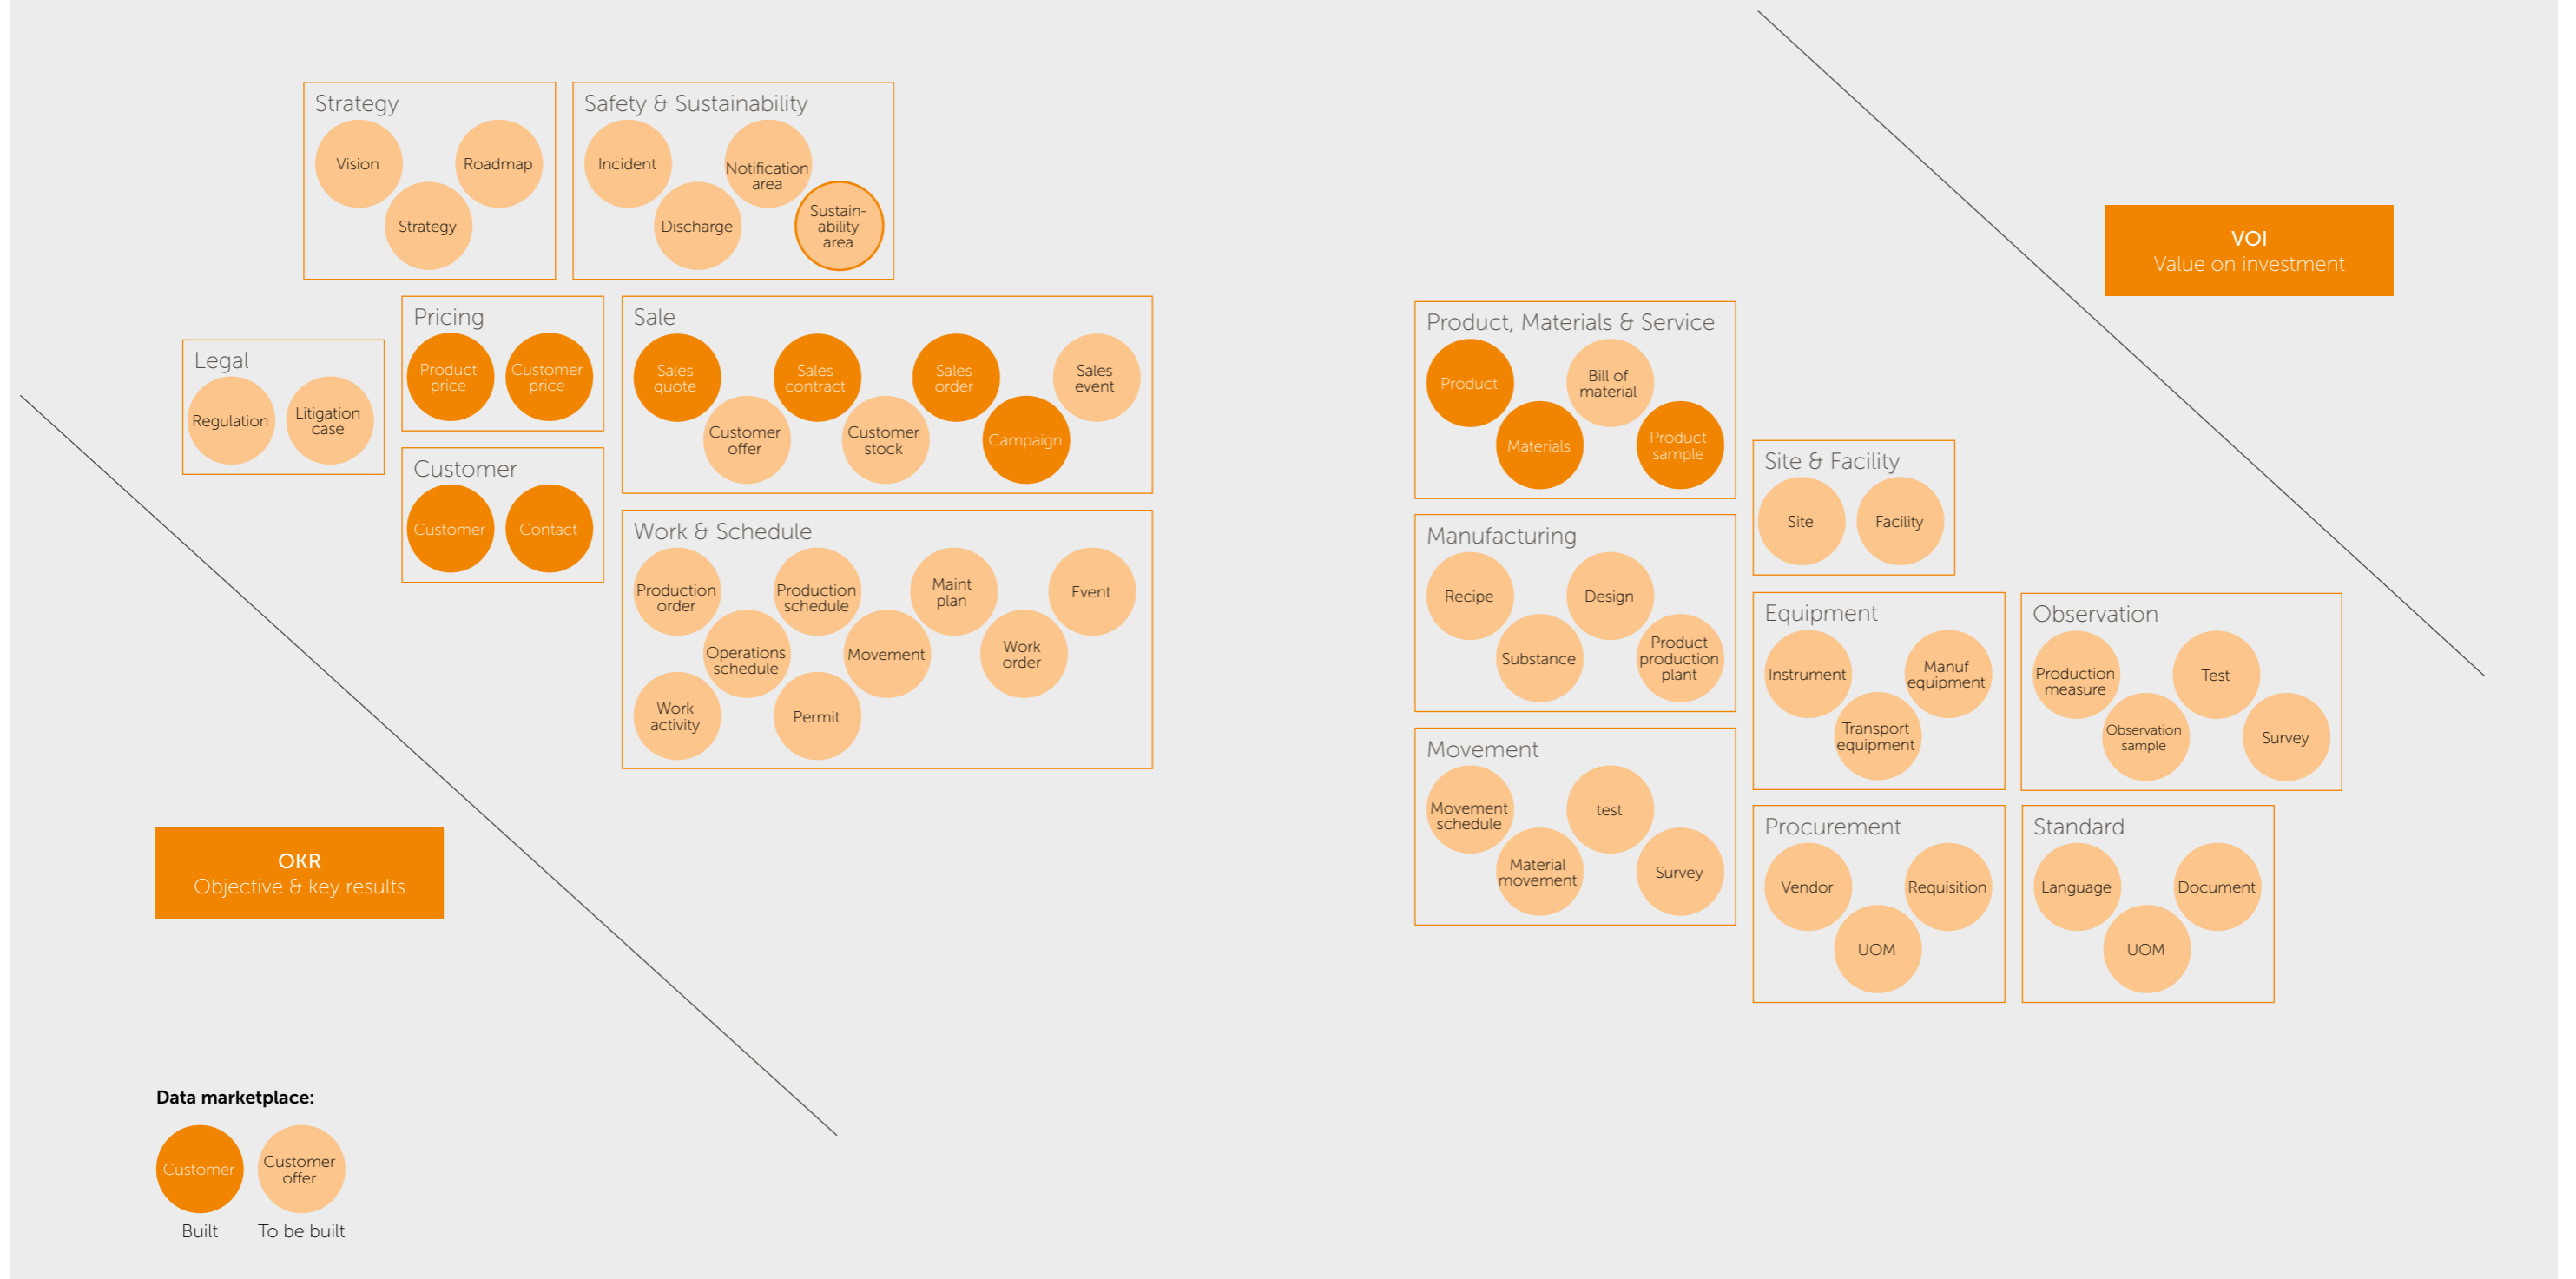 Strategy
Vision
Roadmap
Strategy
Safety & Sustainability
Incident
Notification
area
Discharge
Sustain-
ability
area
VOI
Value on investment
Legal
Regulation
Litigation
case
Pricing
Product
price
Customer
price
Customer
Customer
Contact
Sale
Sales
quote
Sales
contract
Sales
order
Sales
event
Customer
offer
Customer
stock
Campaign
Work & Schedule
Production
order
Production
schedule
Maint
plan
Event
Operations
schedule
Movement
Work
order
Work
activity
Permit
Product, Materials & Service
Product
Bill of
material
Materials
Product
sample
Manufacturing
Recipe
Design
Substance
Product
production
plant
Movement
Movement
schedule
test
Material
movement
Survey
Site & Facility
Site
Facility
Equipment
Instrument
Manuf
equipment
Transport
equipment
Observation
Production
measure
Test
Observation
sample
Survey
Procurement
Vendor
Requisition
UOM
Standard
Language
Document
UOM
OKR
Objective & key results
Data marketplace:
Customer
Customer
offer
Built
To be built